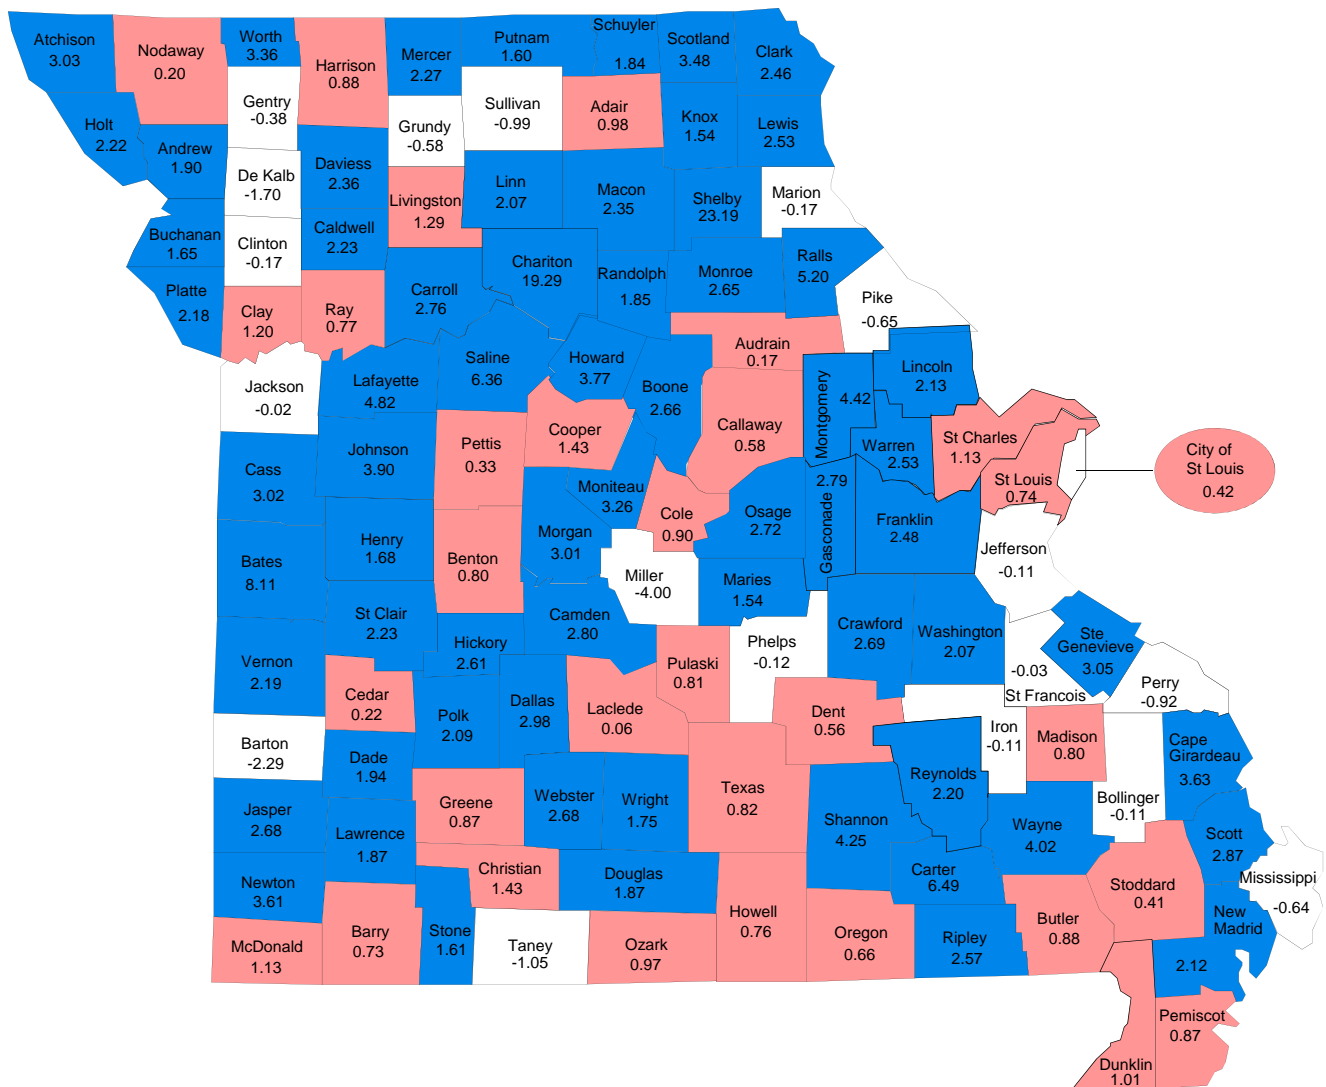 Atchison
3.03
Nodaway
0.20
Worth
3.36
Harrison
0.88
Mercer
2.27
Putnam
1.60
Schuyler
1.84
Scotland
3.48
Clark
2.46
Gentry
-0.38
Grundy
-0.58
Sullivan
-0.99
Adair
0.98
Knox
1.54
Lewis
2.53
Holt
2.22
Andrew
1.90
De Kalb
-1.70
Daviess
2.36
Livingston
1.29
Linn
2.07
Macon
2.35
Shelby
23.19
Marion
-0.17
Buchanan
1.65
Clinton
-0.17
Caldwell
2.23
Chariton
19.29
Randolph
1.85
Monroe
2.65
Ralls
5.20
Platte
2.18
Clay
1.20
Ray
0.77
Carroll
2.76
Pike
-0.65
Audrain
0.17
Jackson
-0.02
Lafayette
4.82
Saline
6.36
Howard
3.77
Boone
2.66
Callaway
0.58
Montgomery
4.42
Lincoln
2.13
Warren
2.53
St Charles
1.13
St Louis
0.74
City of
St Louis
0.42
Cass
3.02
Johnson
3.90
Pettis
0.33
Cooper
1.43
Moniteau
3.26
Cole
0.90
Osage
2.72
2.79
Gasconade
Franklin
2.48
Jefferson
-0.11
Bates
8.11
Henry
1.68
Benton
0.80
Morgan
3.01
Miller
-4.00
Maries
1.54
St Clair
2.23
Hickory
2.61
Camden
2.80
Pulaski
0.81
Phelps
-0.12
Crawford
2.69
Washington
2.07
-0.03
St Francois
Ste
Genevieve
3.05
Perry
-0.92
Vernon
2.19
Cedar
0.22
Polk
2.09
Dallas
2.98
Laclede
0.06
Dent
0.56
Iron
-0.11
Madison
0.80
Cape
Girardeau
3.63
Barton
-2.29
Dade
1.94
Greene
0.87
Webster
2.68
Wright
1.75
Texas
0.82
Reynolds
2.20
Bollinger
-0.11
Jasper
2.68
Lawrence
1.87
Christian
1.43
Douglas
1.87
Shannon
4.25
Carter
6.49
Wayne
4.02
Scott
2.87
Stoddard
0.41
Mississippi
-0.64
Newton
3.61
McDonald
1.13
Barry
0.73
Stone
1.61
Taney
-1.05
Ozark
0.97
Howell
0.76
Oregon
0.66
Ripley
2.57
Butler
0.88
New
Madrid
2.12
Pemiscot
0.87
Dunklin
1.01